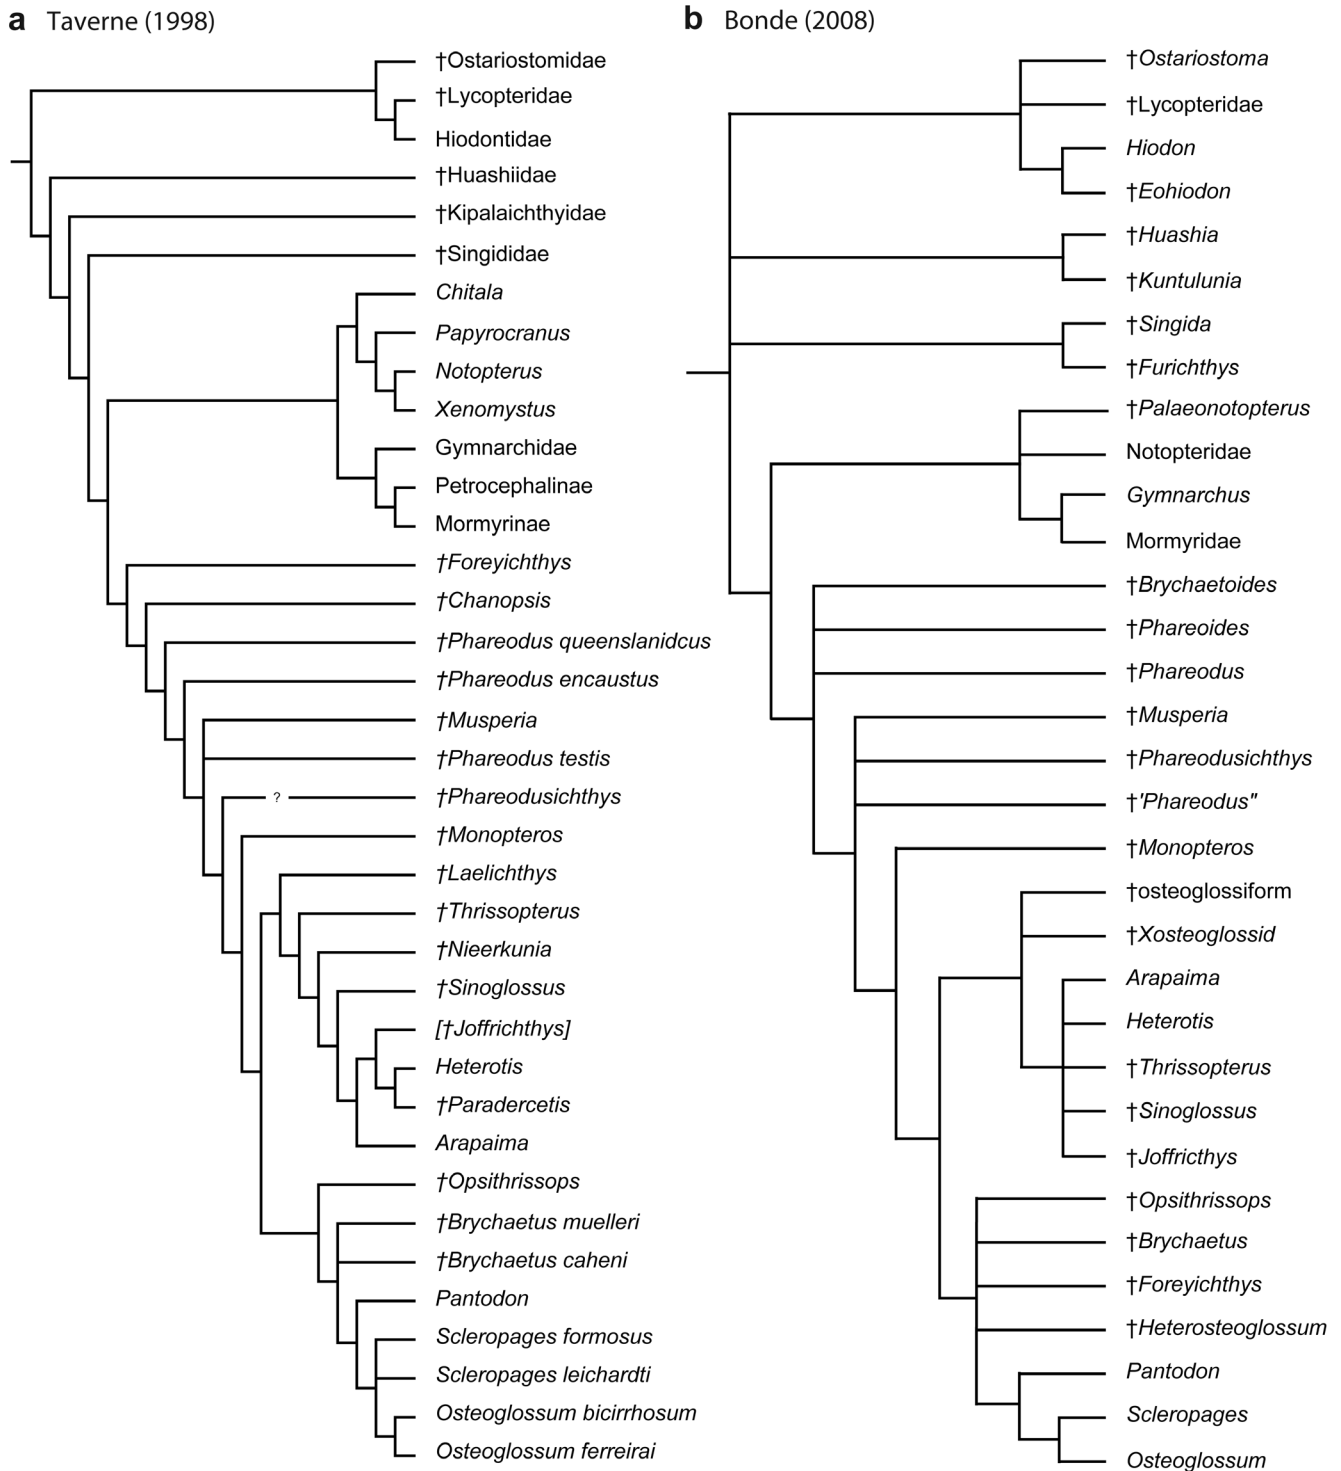 a Taverne (1998)
†Ostariostomidae
†Lycopteridae
Hiodontidae
†Huashiidae
†Kipalaichthyidae
†Singididae
Chitala
Papyrocranus
Notopterus
Xenomystus
Gymnarchidae
Petrocephalinae
Mormyrinae
†Foreyichthys
†Chanopsis
†Phareodus queenslanidcus
†Phareodus encaustus
†Musperia
†Phareodus testis
? †Phareodusichthys
†Monopteros
†Laelichthys
†Thrissopterus
†Nieerkunia
†Sinoglossus
[†Joffrichthys]
Heterotis
†Paradercetis
Arapaima
†Opsithrissops
†Brychaetus muelleri
†Brychaetus caheni
Pantodon
Scleropages formosus
Scleropages leichardti
Osteoglossum bicirrhosum
Osteoglossum ferreirai
b Bonde (2008)
†Ostariostoma
†Lycopteridae
Hiodon
†Eohiodon
†Huashia
†Kuntulunia
†Singida
†Furichthys
†Palaeonotopterus
Notopteridae
Gymnarchus
Mormyridae
†Brychaetoides
†Phareoides
†Phareodus
†Musperia
†Phareodusichthys
†'Phareodus"
†Monopteros
†osteoglossiform
†Xosteoglossid
Arapaima
Heterotis
†Thrissopterus
†Sinoglossus
†Joffricthys
†Opsithrissops
†Brychaetus
†Foreyichthys
†Heterosteoglossum
Pantodon
Scleropages
Osteoglossum